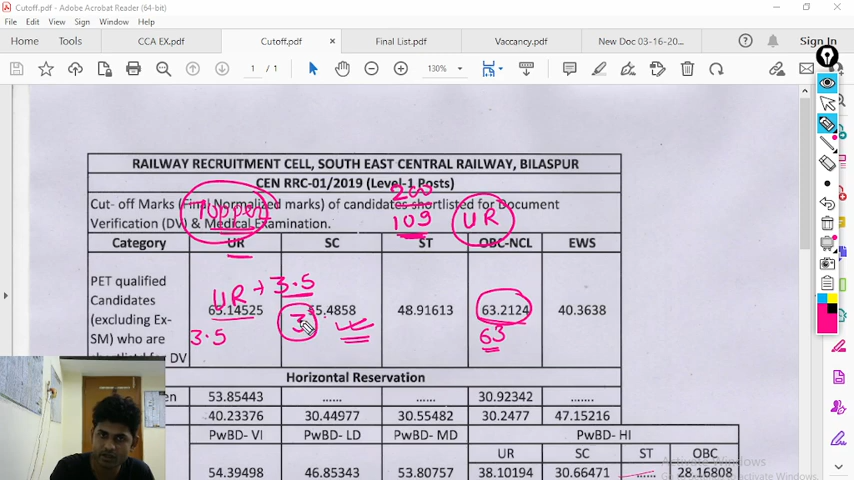 Cutoff.pdf - Adobe Acrobat Reader (64-bit)
File Edit View Sign Window Help
Home Tools CCA EX.pdf Cutoff.pdf × Final List.pdf Vaccancy.pdf New Doc 03-16-20... Sign In
1 / 1 130%
RAILWAY RECRUITMENT CELL, SOUTH EAST CENTRAL RAILWAY, BILASPUR
CEN RRC-01/2019 (Level-1 Posts)
Cut- off Marks (Final Normalized marks) of candidates shortlisted for Document
Verification (DV) & Medical Examination.
Topper
200
109
UR
Category UR SC ST OBC-NCL EWS
UR + 3.5
PET qualified
Candidates
(excluding Ex-
SM) who are
65.4858 48.91613 63.2124 40.3638
3.5 3 63
Horizontal Reservation
53.85443 ...... ...... 30.92342 .......
40.23376 30.44977 30.55482 30.2477 47.15216
PwBD- VI PwBD- LD PwBD- MD PwBD- HI
UR SC ST OBC
54.39498 46.85343 53.80757 38.10194 30.66471 ...... 28.16808
Activate Windows